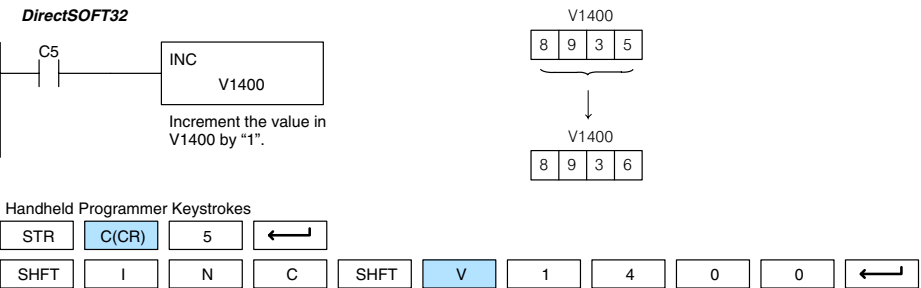 DirectSOFT32
C5
INC
V1400
Increment the value in
V1400 by “1”.
V1400
8 9 3 5
V1400
8 9 3 6
Handheld Programmer Keystrokes
STR C(CR) 5
SHFT I N C SHFT V 1 4 0 0